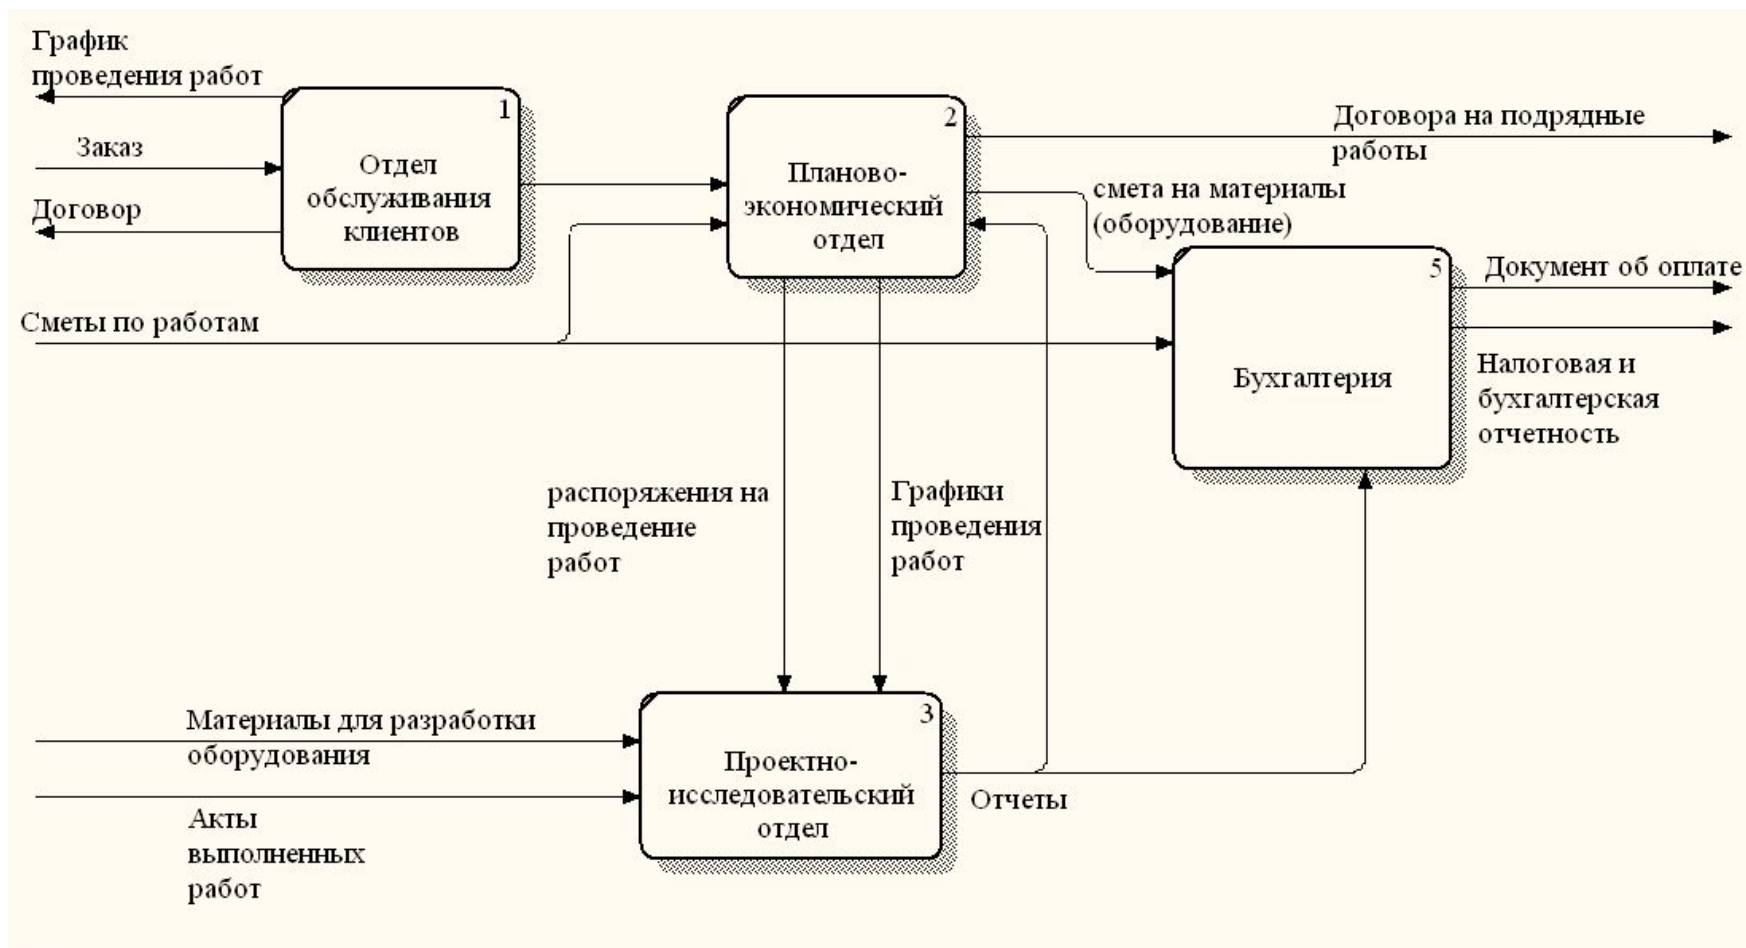 График
проведения работ
1
Заказ
Отдел
обслуживания
клиентов
Договор
2
Планово-
экономический
отдел
Договора на подрядные
работы
смета на материалы
(оборудование)
5
Бухгалтерия
Документ об оплате
Налоговая и
бухгалтерская
отчетность
Сметы по работам
распоряжения на
проведение
работ
Графики
проведения
работ
Материалы для разработки
оборудования
3
Проектно-
исследовательский
отдел
Отчеты
Акты
выполненных
работ